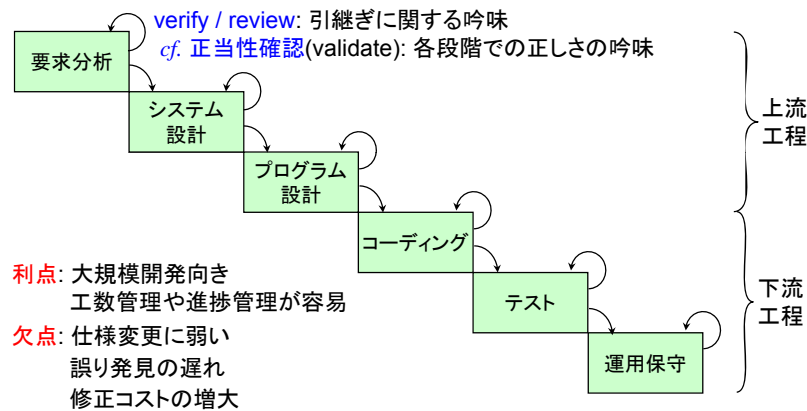 verify / review: 引継ぎに関する吟味
cf. 正当性確認(validate): 各段階での正しさの吟味
要求分析
システム
設計
プログラム
設計
コーディング
テスト
運用保守
上流
工程
下流
工程
利点: 大規模開発向き
工数管理や進捗管理が容易
欠点: 仕様変更に弱い
誤り発見の遅れ
修正コストの増大